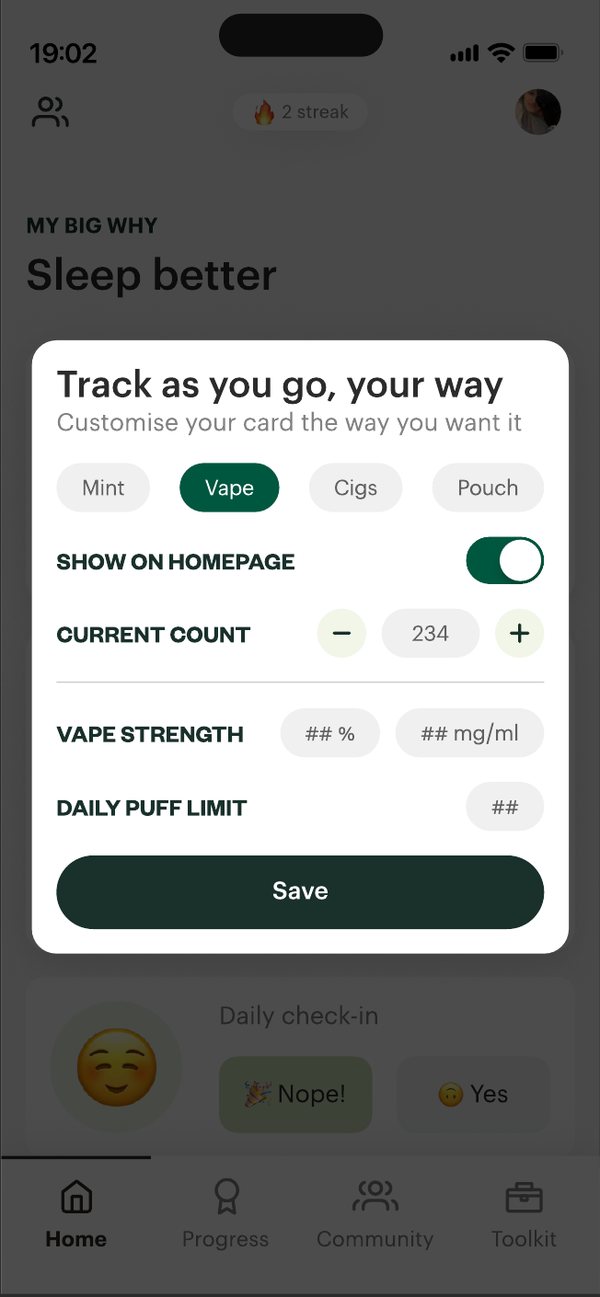 19:02
🔥 2 streak
MY BIG WHY
Sleep better
Track as you go, your way
Customise your card the way you want it
Mint Vape Cigs Pouch
SHOW ON HOMEPAGE
CURRENT COUNT − 234 +
VAPE STRENGTH ## % ## mg/ml
DAILY PUFF LIMIT ##
Save
Daily check-in
🎉 Nope! 🙃 Yes
Home Progress Community Toolkit